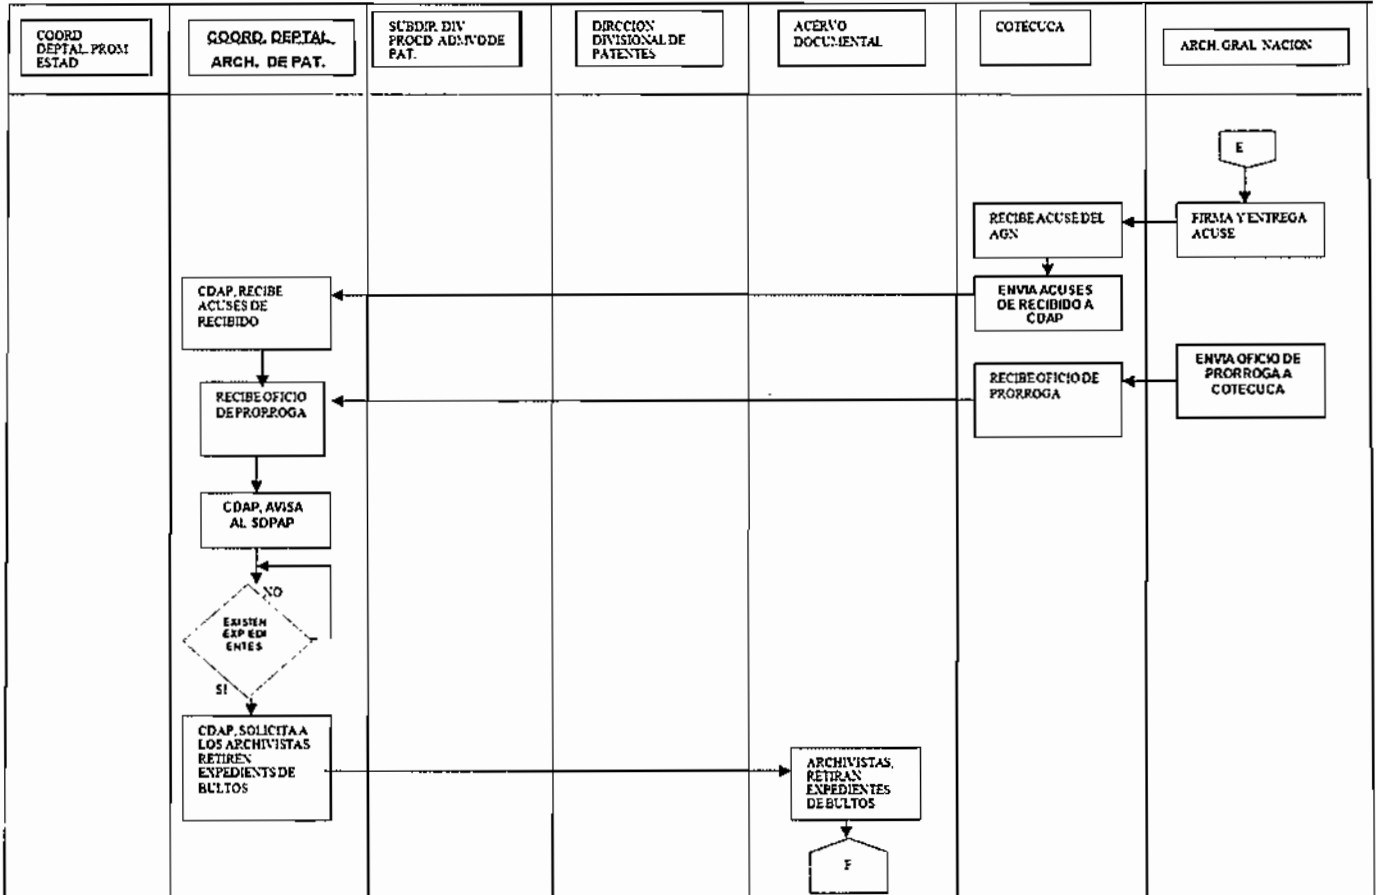 COORD
DEPTAL PROM
ESTAD
COORD. DEPTAL.
ARCH. DE PAT.
SUBDIR. DIV
PROCD. ADMVO DE
PAT.
DIRCCION
DIVISIONAL DE
PATENTES
ACERVO
DOCUMENTAL
COTECUCA
ARCH. GRAL. NACION
E
RECIBE ACUSE DEL
AGN
FIRMA Y ENTREGA
ACUSE
CDAP, RECIBE
ACUSES DE
RECIBIDO
ENVIA ACUSES
DE RECIBIDO A
CDAP
RECIBE OFICIO
DE PRORROGA
RECIBE OFICIO DE
PRORROGA
ENVIA OFICIO DE
PRORROGA A
COTECUCA
CDAP, AVISA
AL SDPAP
NO
EXISTEN
EXPEDI
ENTES
SI
CDAP, SOLICITA A
LOS ARCHIVISTAS
RETIREN
EXPEDIENTS DE
BULTOS
ARCHIVISTAS,
RETIRAN
EXPEDIENTES
DE BULTOS
F